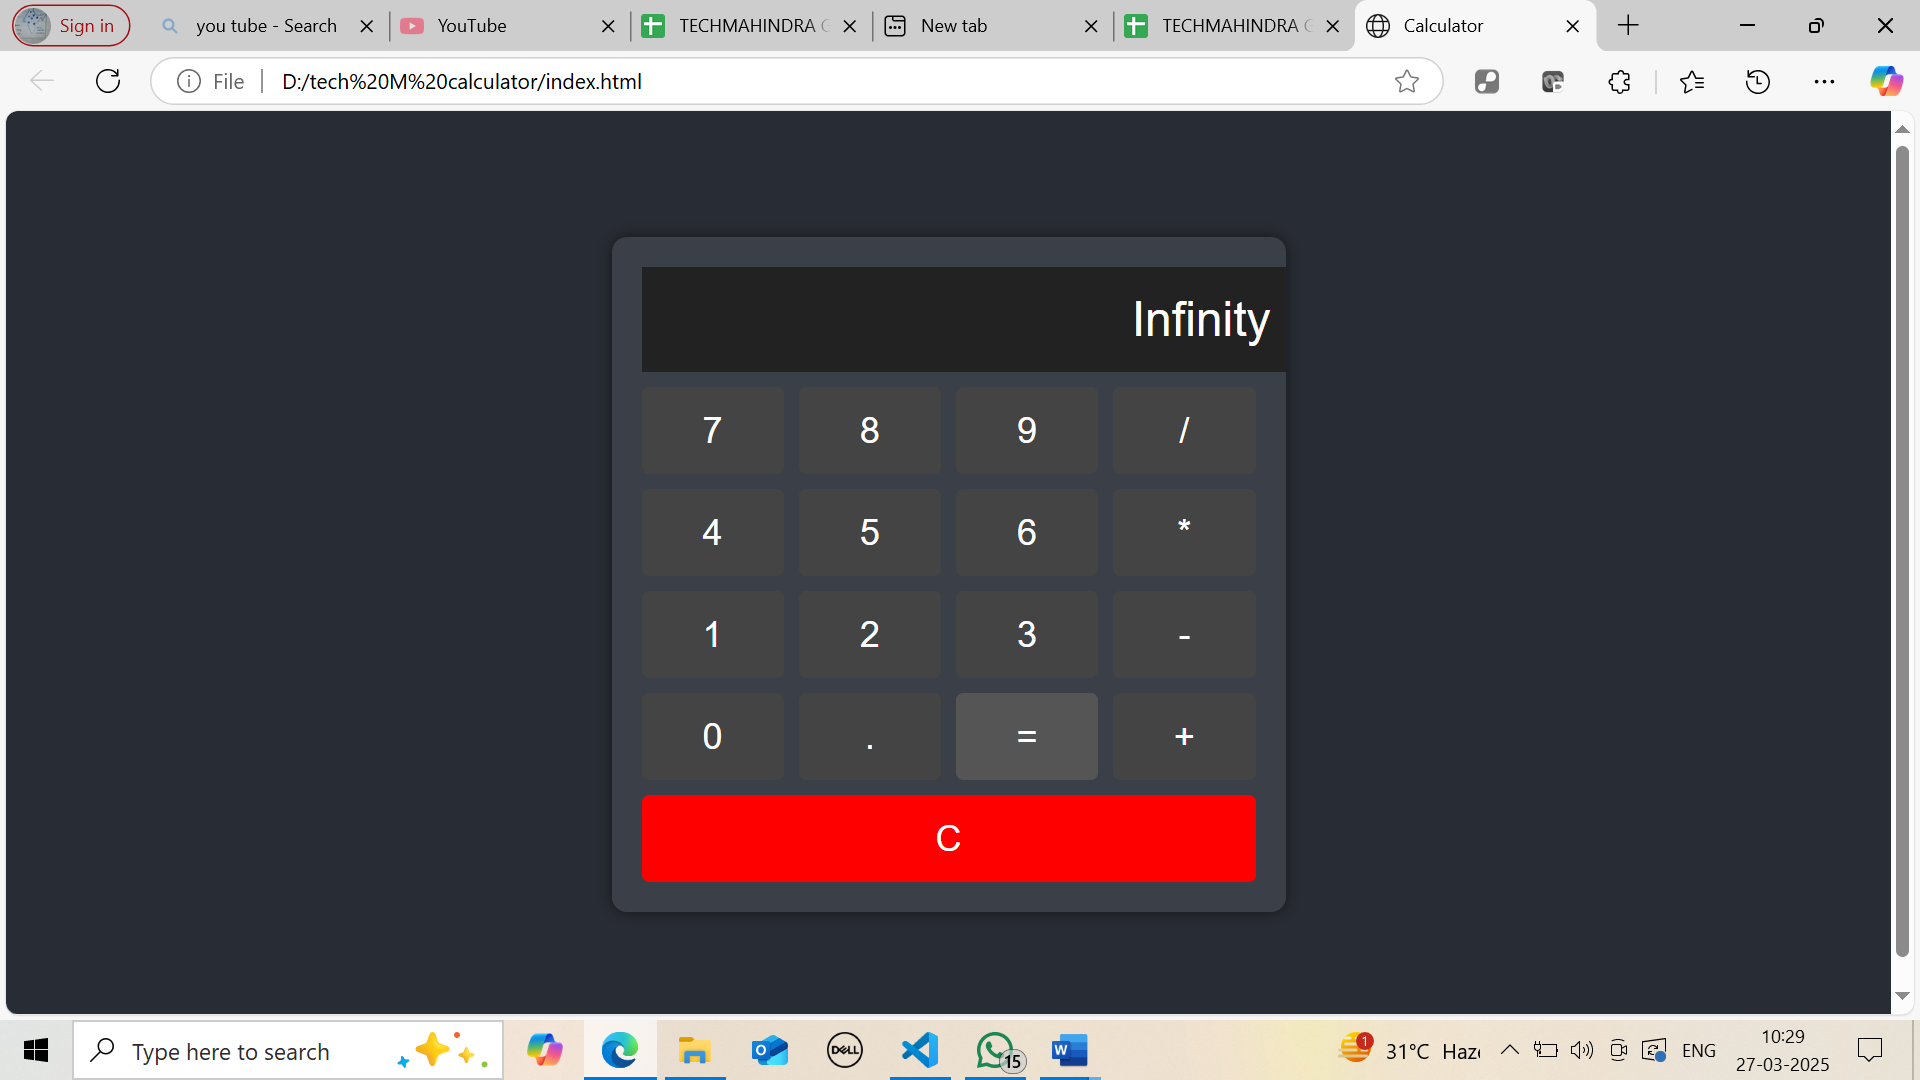 Sign in
you tube - Search
YouTube
TECHMAHINDRA
New tab
TECHMAHINDRA
Calculator
File
D:/tech%20M%20calculator/index.html
Infinity
7 8 9 /
4 5 6 *
1 2 3 -
0 . = +
C
Type here to search
O
DELL
15
W
1
31°C Haz
ENG
10:29
27-03-2025